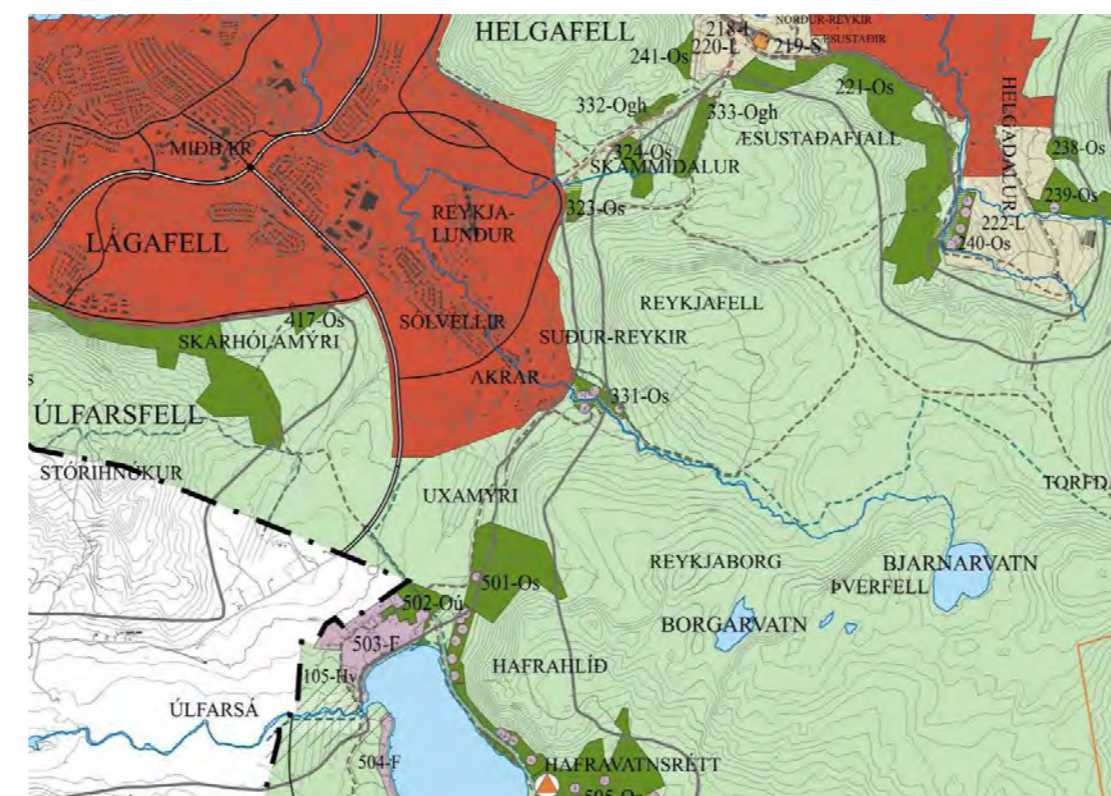 HELGAFELL
218-L
NORÐUR-REYKIR
ÆSUSTAÐIR
220-L
219-S
241-Os
221-Os
332-Ogh
333-Ogh
ÆSUSTAÐAFJALL
HELGADALUR
238-Os
MIÐBÆR
324-Os
SKAMMIDALUR
239-Os
323-Os
222-L
240-Os
REYKJA-
LUNDUR
LÁGAFELL
REYKJAFELL
417-Os
SKARHÓLAMÝRI
SÓLVELLIR
SUÐUR-REYKIR
AKRAR
331-Os
ÚLFARSFELL
STÓRIHNÚKUR
UXAMÝRI
REYKJABORG
BJARNARVATN
ÞVERFELL
501-Os
502-Oú
BORGARVATN
503-F
HAFRAHLÍÐ
105-Hv
ÚLFARSÁ
504-F
HAFRAVATNSRÉTT